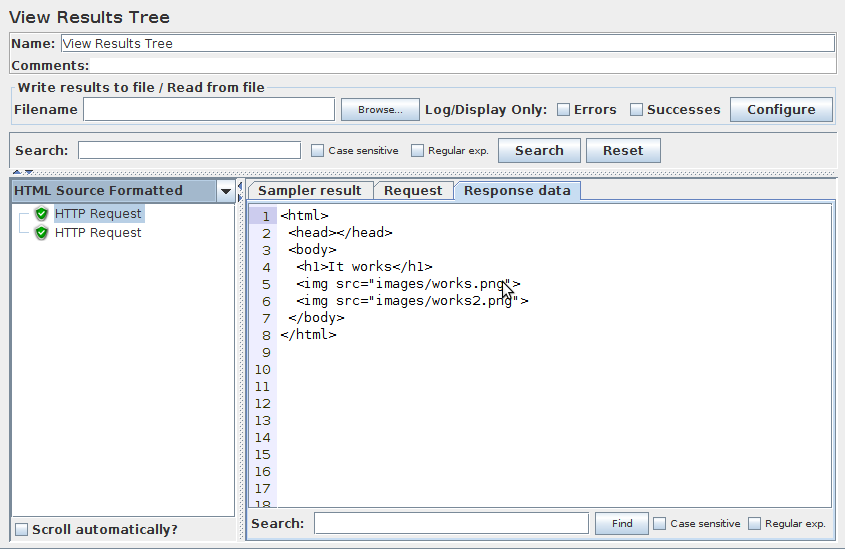 View Results Tree
Name: View Results Tree
Comments:
Write results to file / Read from file
Filename Browse... Log/Display Only: Errors Successes Configure
Search: Case sensitive Regular exp. Search Reset
HTML Source Formatted
HTTP Request
HTTP Request
Scroll automatically?
Sampler result Request Response data
1 <html>
2 <head></head>
3 <body>
4 <h1>It works</h1>
5 <img src="images/works.png">
6 <img src="images/works2.png">
7 </body>
8 </html>
9
10
11
12
13
14
15
16
17
18
Search: Find Case sensitive Regular exp.